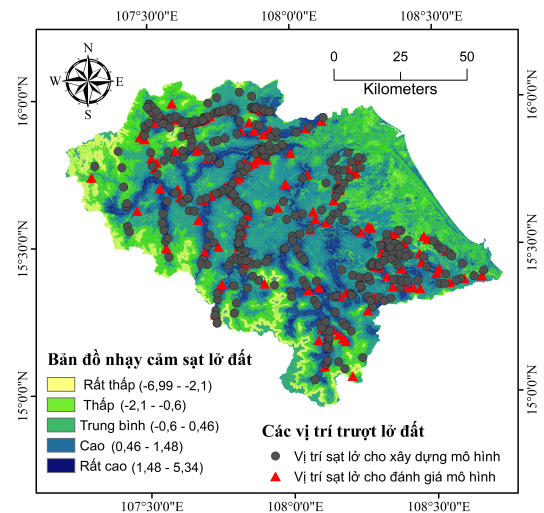 107°30'0"E
108°0'0"E
108°30'0"E
N
W
E
S
0
25
50
Kilometers
16°0'0"N
16°0'0"N
15°30'0"N
15°30'0"N
15°0'0"N
15°0'0"N
Bản đồ nhạy cảm sạt lở đất
Rất thấp (-6,99 - -2,1)
Thấp (-2,1 - -0,6)
Trung bình (-0,6 - 0,46)
Cao (0,46 - 1,48)
Rất cao (1,48 - 5,34)
Các vị trí trượt lở đất
Vị trí sạt lở cho xây dựng mô hình
Vị trí sạt lở cho đánh giá mô hình
107°30'0"E
108°0'0"E
108°30'0"E